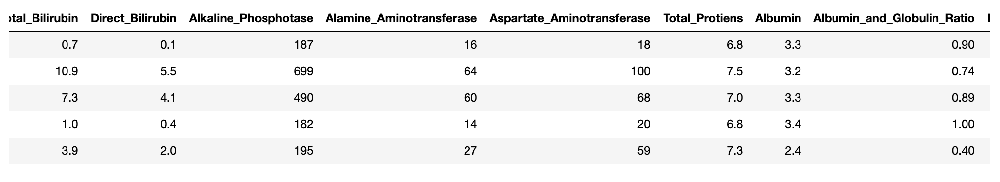 otal_Bilirubin Direct_Bilirubin Alkaline_Phosphotase Alamine_Aminotransferase Aspartate_Aminotransferase Total_Protiens Albumin Albumin_and_Globulin_Ratio
0.7 0.1 187 16 18 6.8 3.3 0.90
10.9 5.5 699 64 100 7.5 3.2 0.74
7.3 4.1 490 60 68 7.0 3.3 0.89
1.0 0.4 182 14 20 6.8 3.4 1.00
3.9 2.0 195 27 59 7.3 2.4 0.40